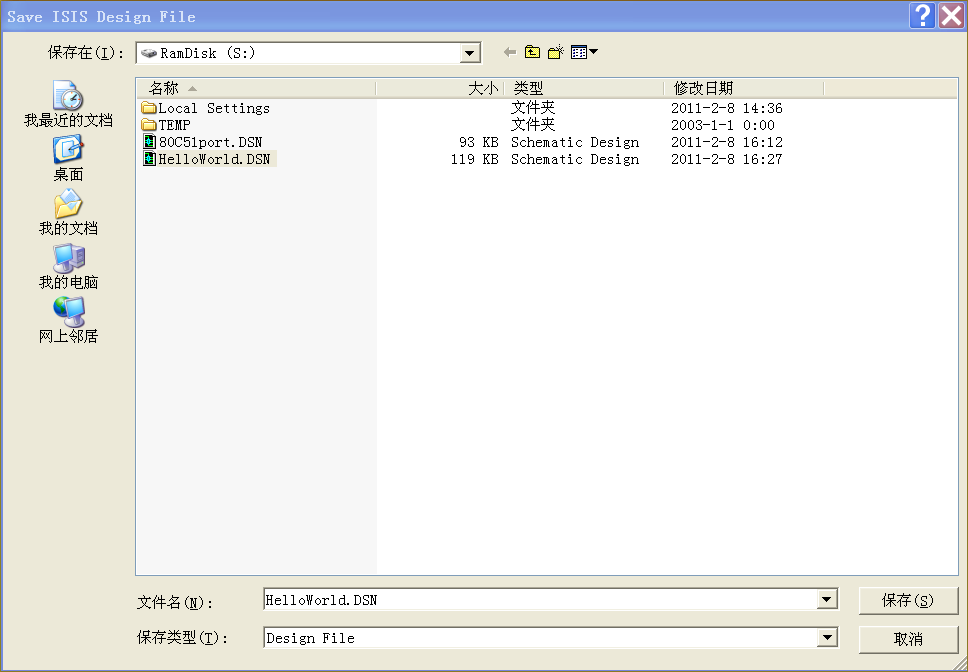 Save ISIS Design File
保存在(I):
RamDisk (S:)
我最近的文档
桌面
我的文档
我的电脑
网上邻居
名称 大小 类型 修改日期
Local Settings 文件夹 2011-2-8 14:36
TEMP 文件夹 2003-1-1 0:00
80C51port.DSN 93 KB Schematic Design 2011-2-8 16:12
HelloWorld.DSN 119 KB Schematic Design 2011-2-8 16:27
文件名(N): HelloWorld.DSN 保存(S)
保存类型(T): Design File 取消